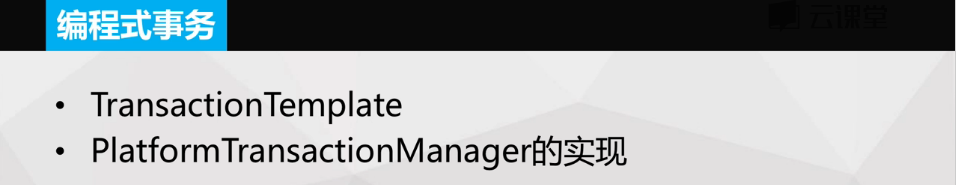 编程式事务
云课堂
• TransactionTemplate
• PlatformTransactionManager的实现